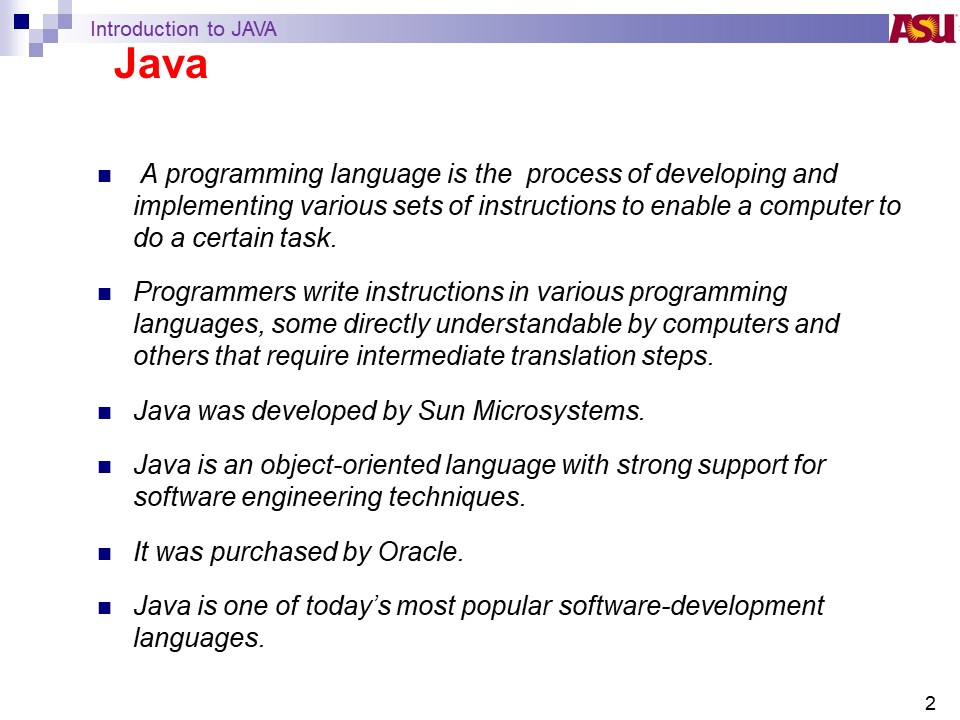 Introduction to JAVA
ASU
Java
A programming language is the process of developing and
implementing various sets of instructions to enable a computer to
do a certain task.
Programmers write instructions in various programming
languages, some directly understandable by computers and
others that require intermediate translation steps.
Java was developed by Sun Microsystems.
Java is an object-oriented language with strong support for
software engineering techniques.
It was purchased by Oracle.
Java is one of today’s most popular software-development
languages.
2